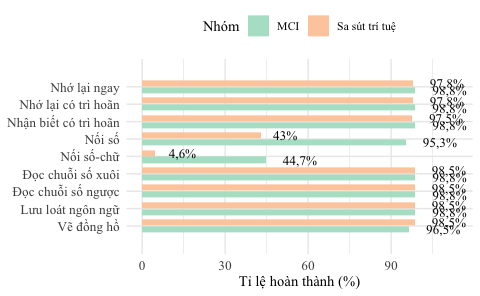 Nhóm MCI Sa sút trí tuệ
Nhớ lại ngay 97,8% 98,8%
Nhớ lại có trì hoãn 97,8% 98,8%
Nhận biết có trì hoãn 97,5% 98,8%
Nối số 43% 95,3%
Nối số-chữ 4,6% 44,7%
Đọc chuỗi số xuôi 98,5% 98,8%
Đọc chuỗi số ngược 98,5% 98,8%
Lưu loát ngôn ngữ 98,5% 98,8%
Vẽ đồng hồ 98,5% 96,5%
0 30 60 90
Tỉ lệ hoàn thành (%)